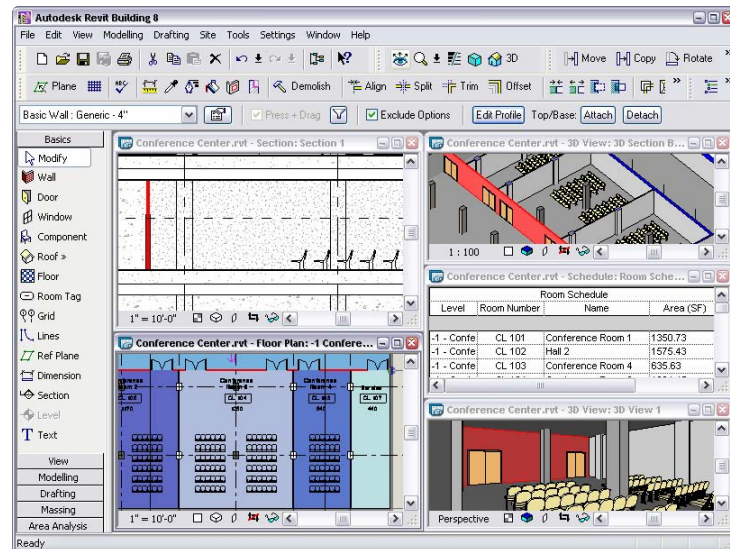 Autodesk Revit Building 8
File Edit View Modelling Drafting Site Tools Settings Window Help
3D Move Copy Rotate »
Plane Demolish Align Split Trim Offset » »
Basic Wall : Generic - 4" Press + Drag Exclude Options Edit Profile Top/Base: Attach Detach
Basics
Modify
Wall
Door
Window
Component
Roof »
Floor
Room Tag
Grid
Lines
Ref Plane
Dimension
Section
Level
Text
View
Modelling
Drafting
Massing
Area Analysis
Conference Center.rvt - Section: Section 1
1" = 10'-0"
Conference Center.rvt - Floor Plan: -1 Confere...
Conference
Conference
Conference
CL 104
CL 107
440
1" = 10'-0"
Conference Center.rvt - 3D View: 3D Section B...
1 : 100
Conference Center.rvt - Schedule: Room Sche...
Room Schedule
Level Room Number Name Area (SF)
-1 - Confe CL 101 Conference Room 1 1350.73
-1 - Confe CL 102 Hall 2 1575.43
-1 - Confe CL 103 Conference Room 4 635.63
Conference Center.rvt - 3D View: 3D View 1
Perspective
Ready